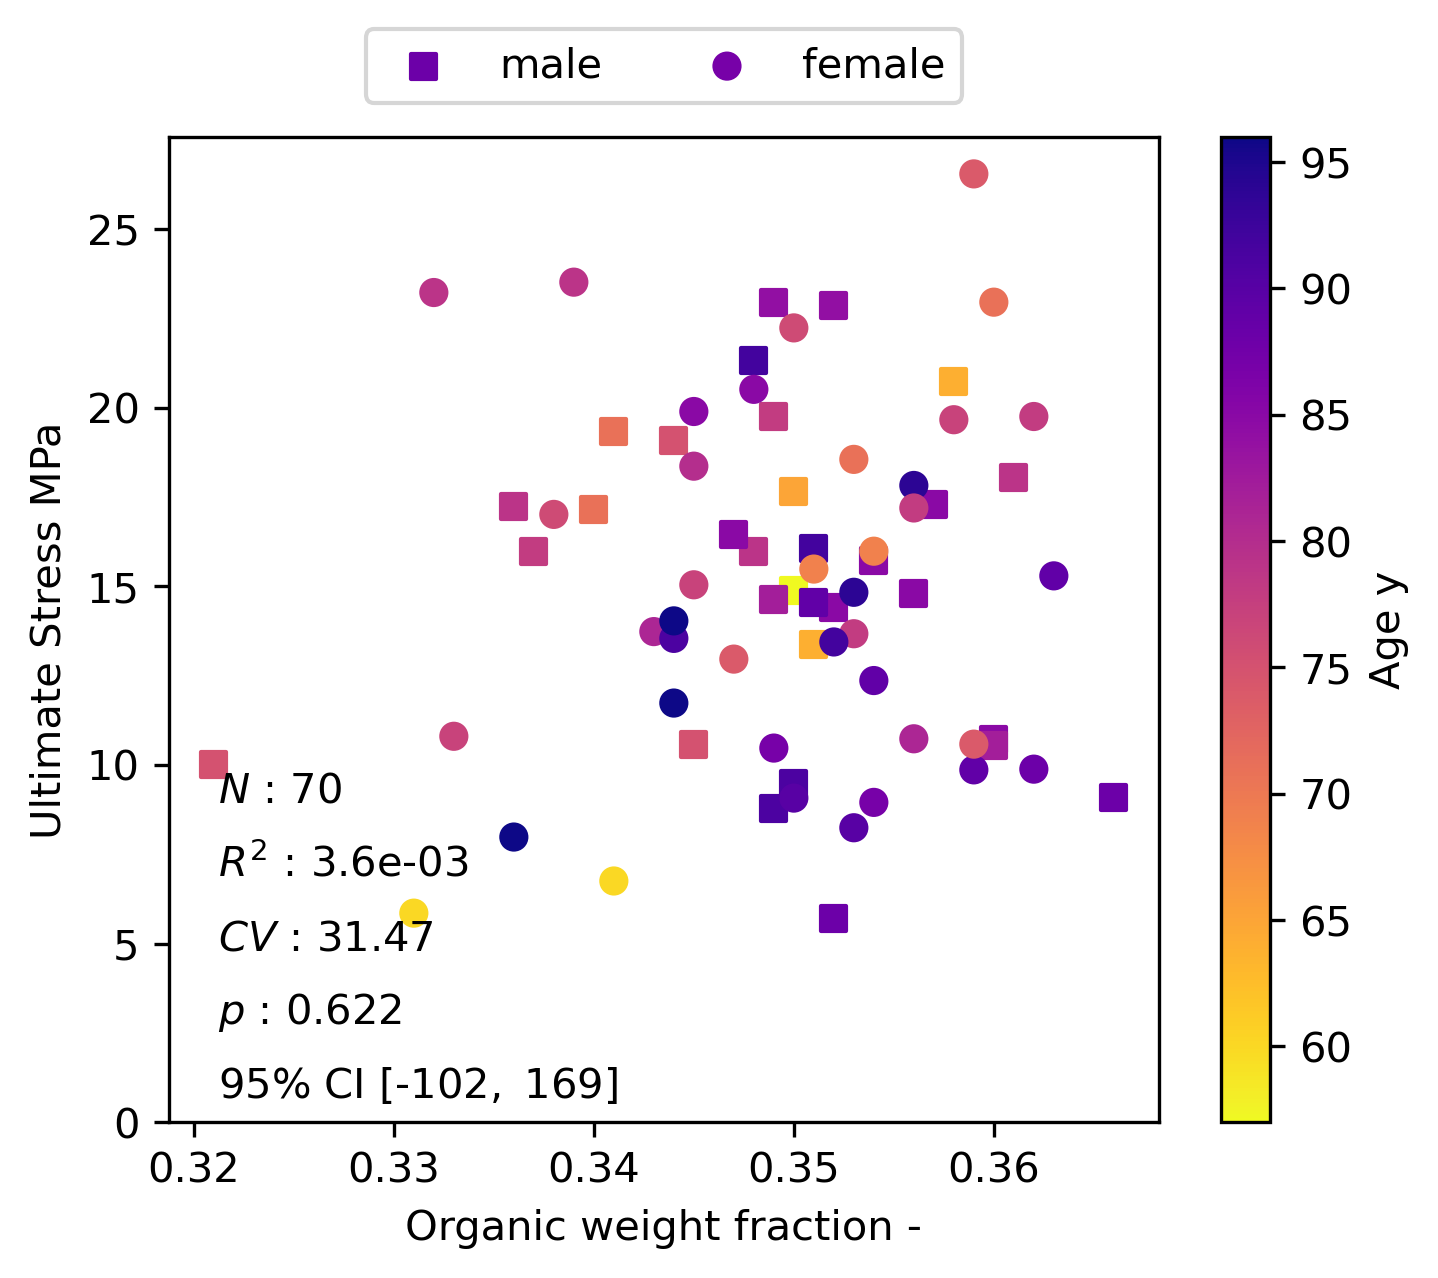 male female
25
20
15
10
5
0
Ultimate Stress MPa
N : 70
R² : 3.6e-03
CV : 31.47
p : 0.622
95% CI [-102, 169]
0.32 0.33 0.34 0.35 0.36
Organic weight fraction -
95
90
85
80
75
70
65
60
Age y